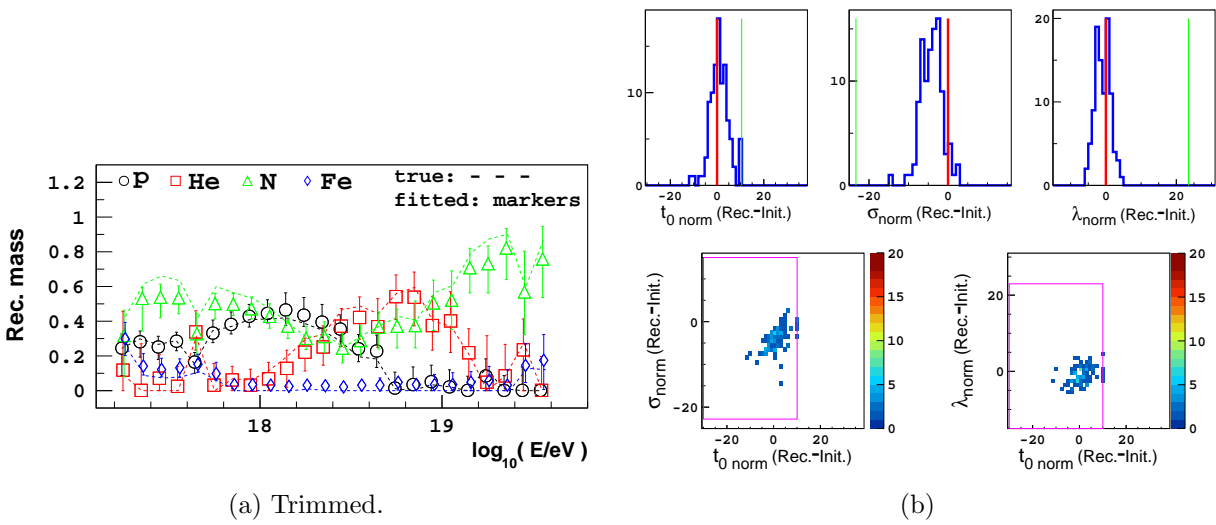 p He N Fe
true: - - -
fitted: markers
Rec. mass
1.2
1
0.8
0.6
0.4
0.2
0
18 19
log10( E/eV )
(a) Trimmed.
10
0
−20 0 20
t0 norm (Rec.-Init.)
10
0
−20 0
σnorm (Rec.-Init.)
20
10
0
0 20
λnorm (Rec.-Init.)
σnorm (Rec.-Init.)
0
−20
−20 0 20
t0 norm (Rec.-Init.)
20
15
10
5
0
λnorm (Rec.-Init.)
20
0
−20 0 20
t0 norm (Rec.-Init.)
20
15
10
5
0
(b)